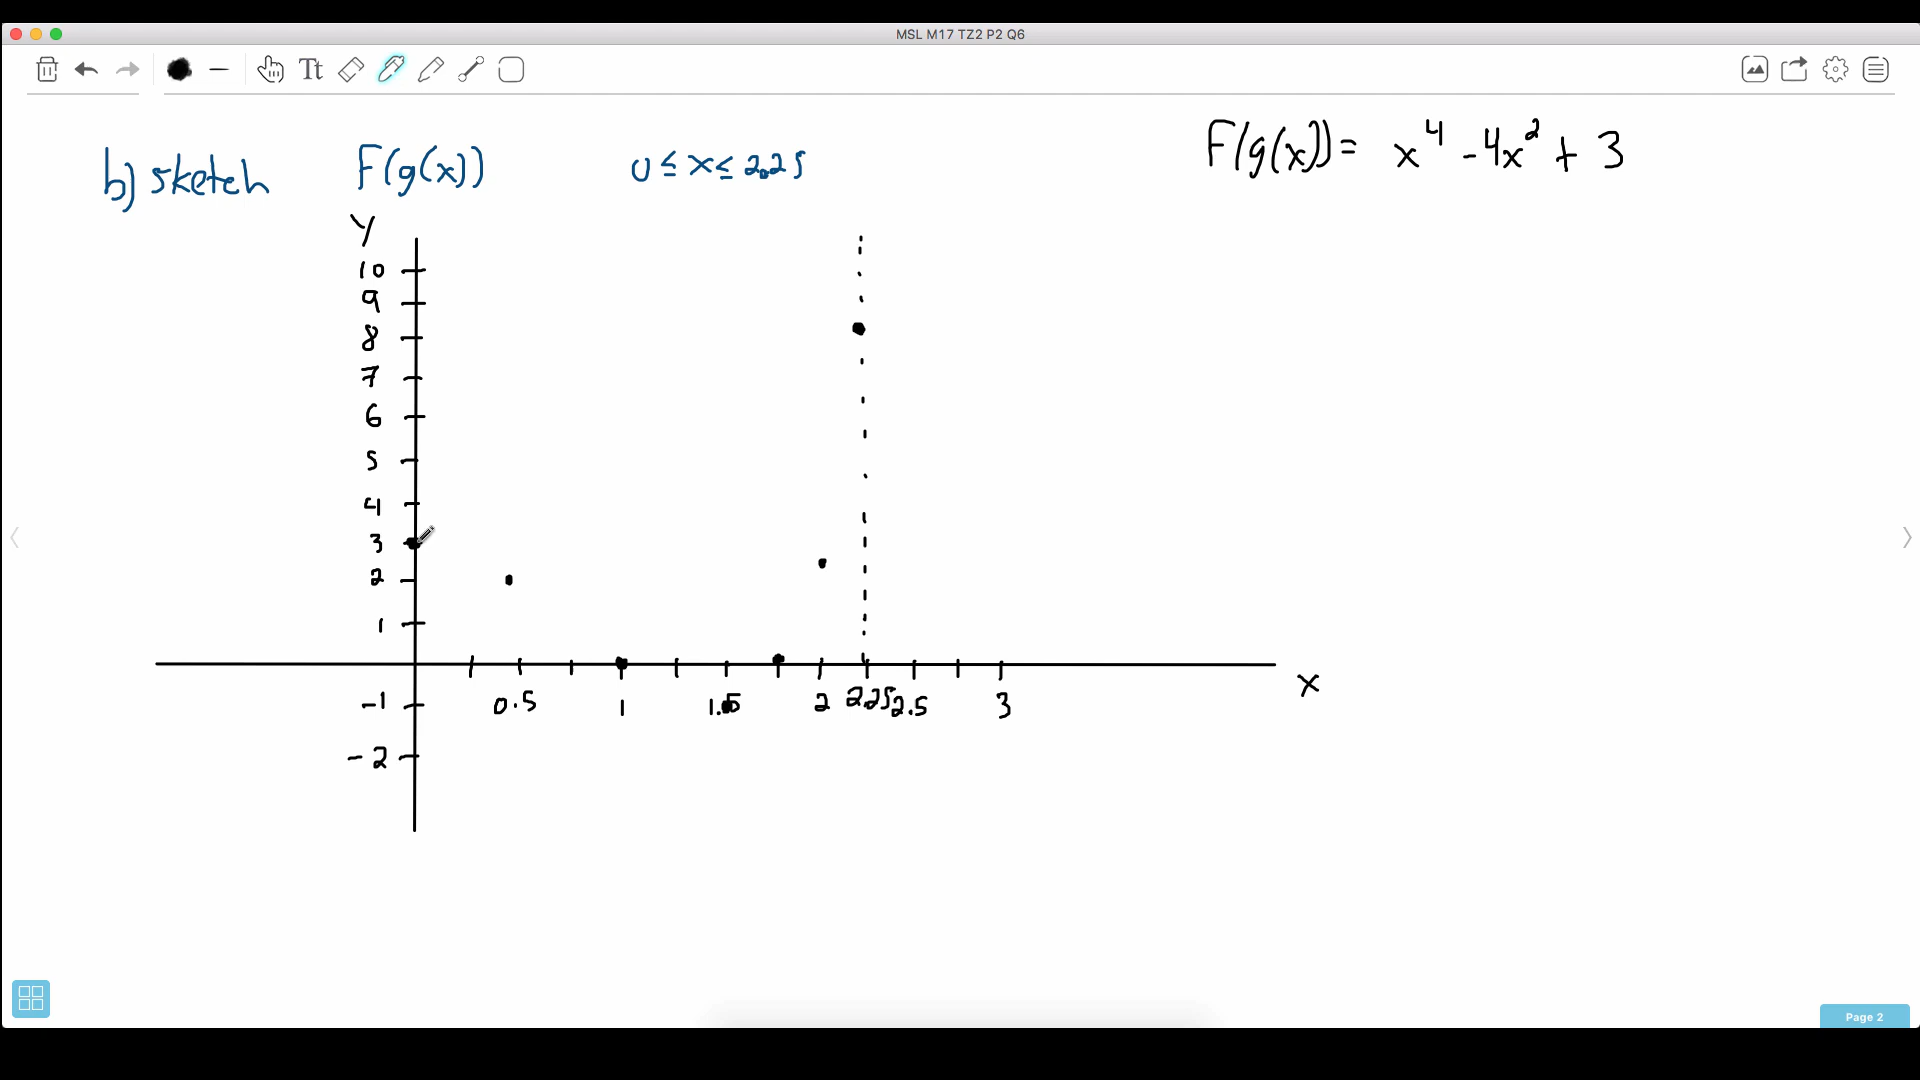 MSL M17 TZ2 P2 Q6
Tt
b) sketch F(g(x)) 0 ≤ x ≤ 2.25
F(g(x)) = x⁴ - 4x² + 3
Y
10
9
8
7
6
5
4
3
2
1
-1
-2
0.5 1 1.5 2 2.25 2.5 3
x
Page 2